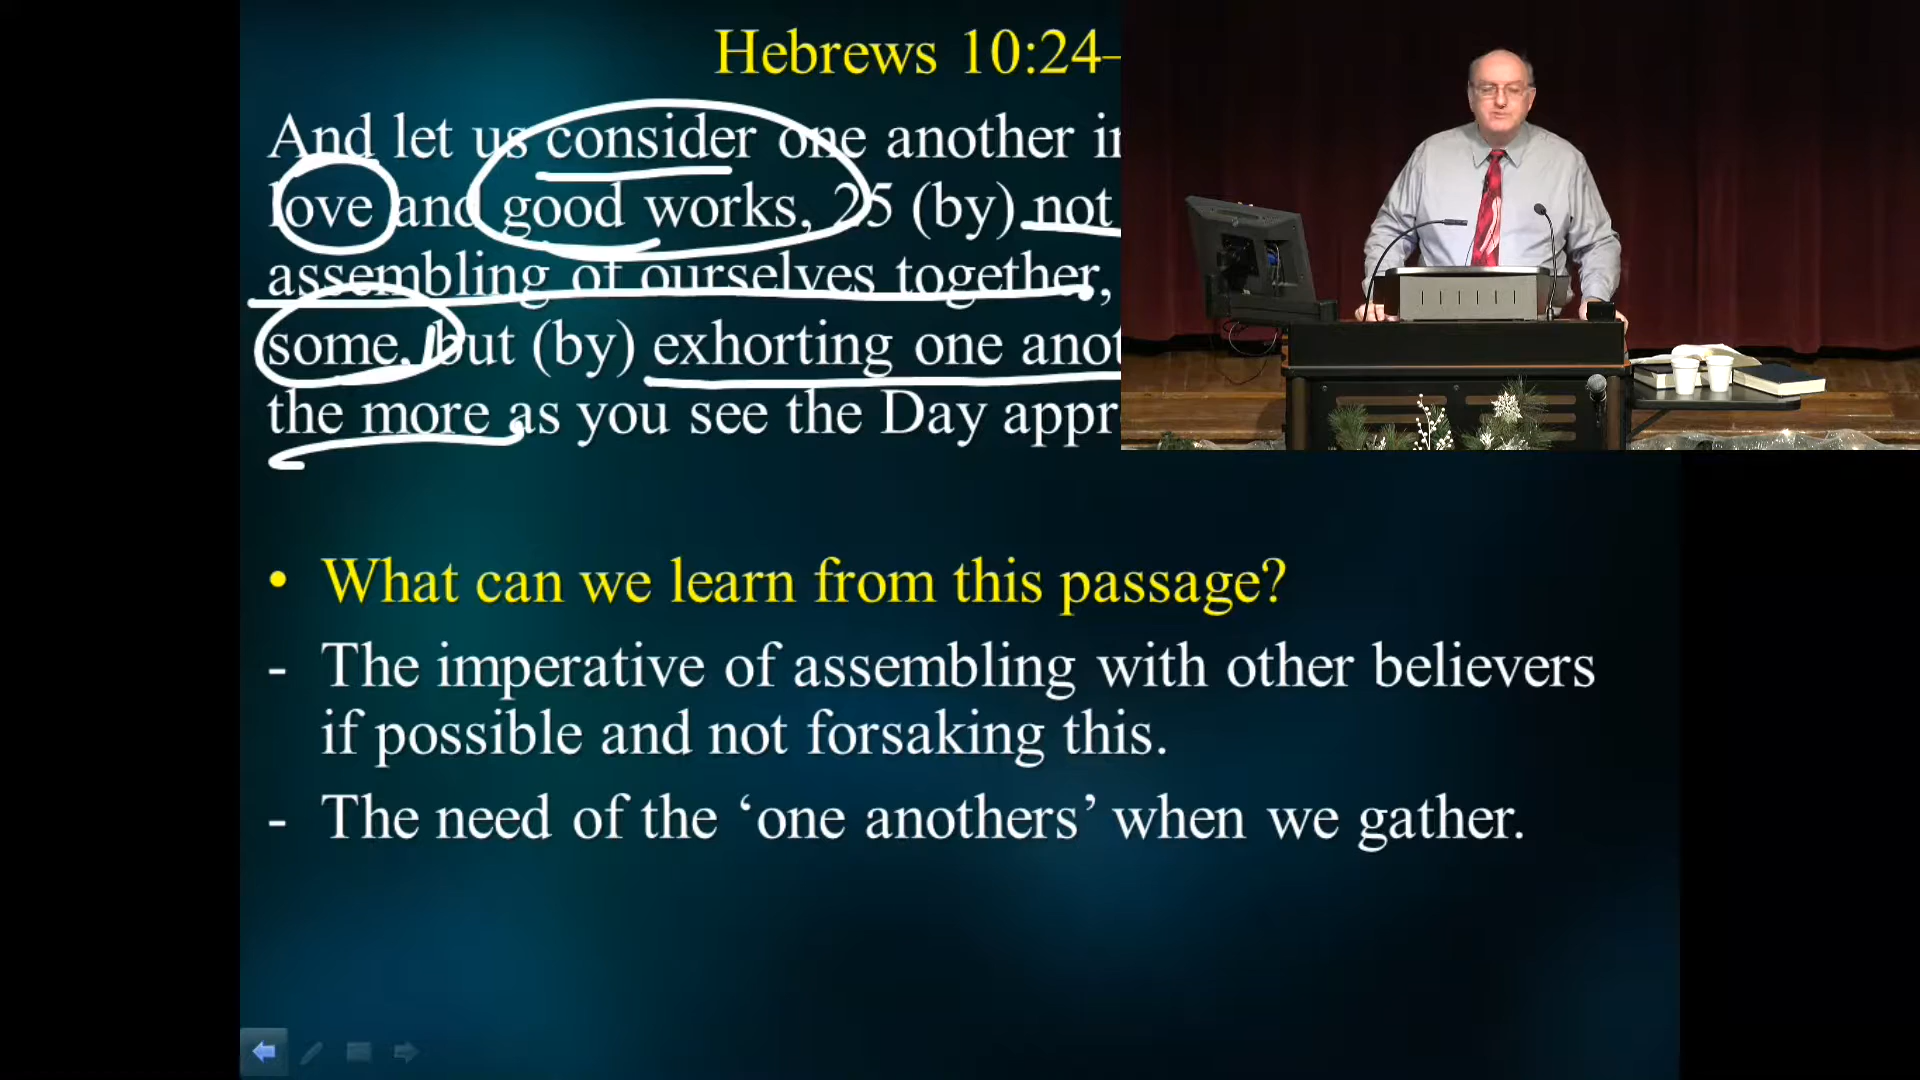 Hebrews 10:24-
And let us consider one another in
love and good works, 25 (by) not
assembling of ourselves together,
some, but (by) exhorting one anot
the more as you see the Day appr
• What can we learn from this passage?
- The imperative of assembling with other believers
if possible and not forsaking this.
- The need of the ‘one anothers’ when we gather.